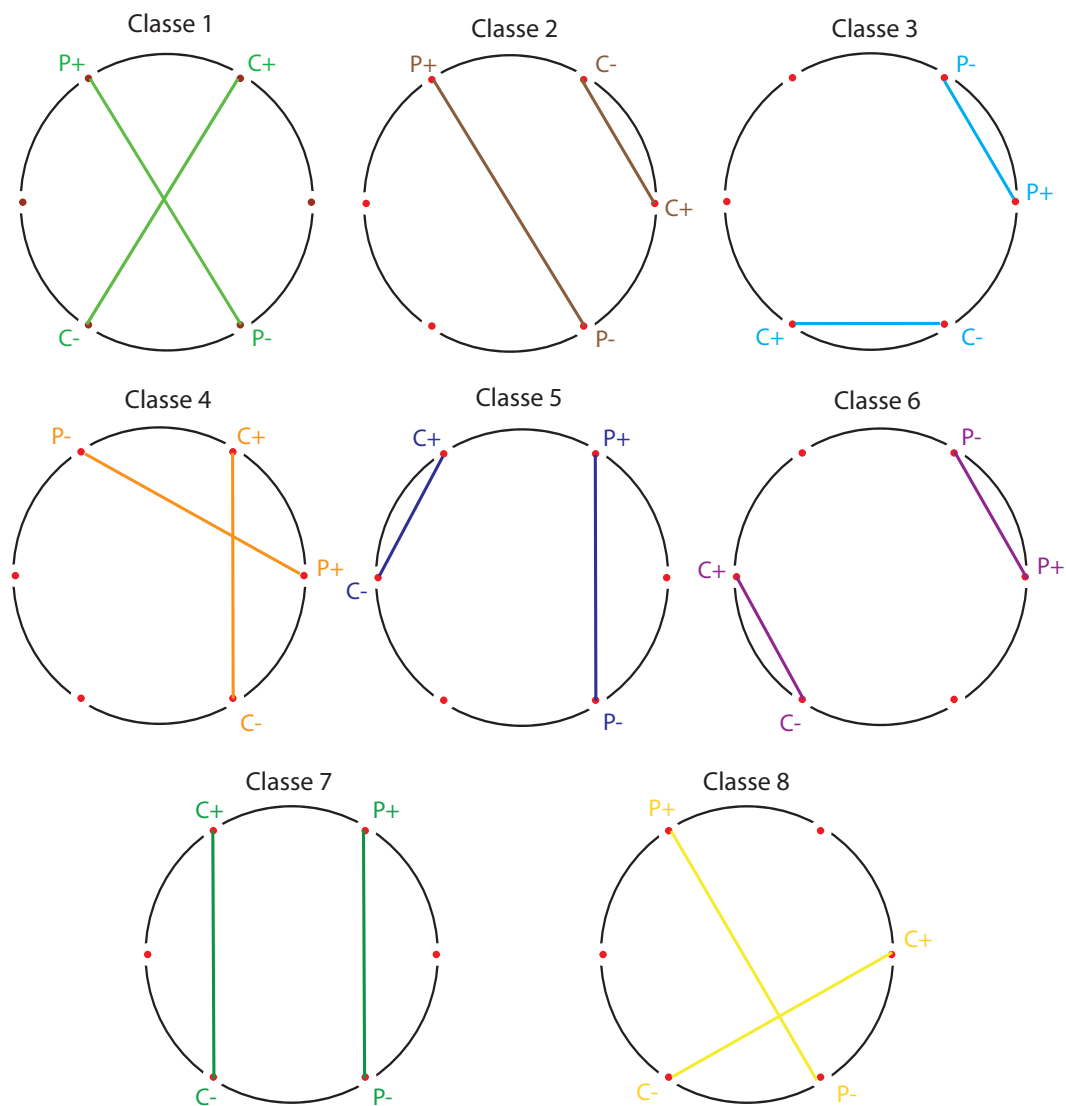 Classe 1
Classe 2
Classe 3
P+ C+
P+ C-
P-
C+
P+
C- P-
P-
C+ C-
Classe 4
Classe 5
Classe 6
P- C+
C+ P+
P-
P+
C-
C+
P+
C-
P-
C-
Classe 7
Classe 8
C+ P+
P+
C+
C- P-
C- P-